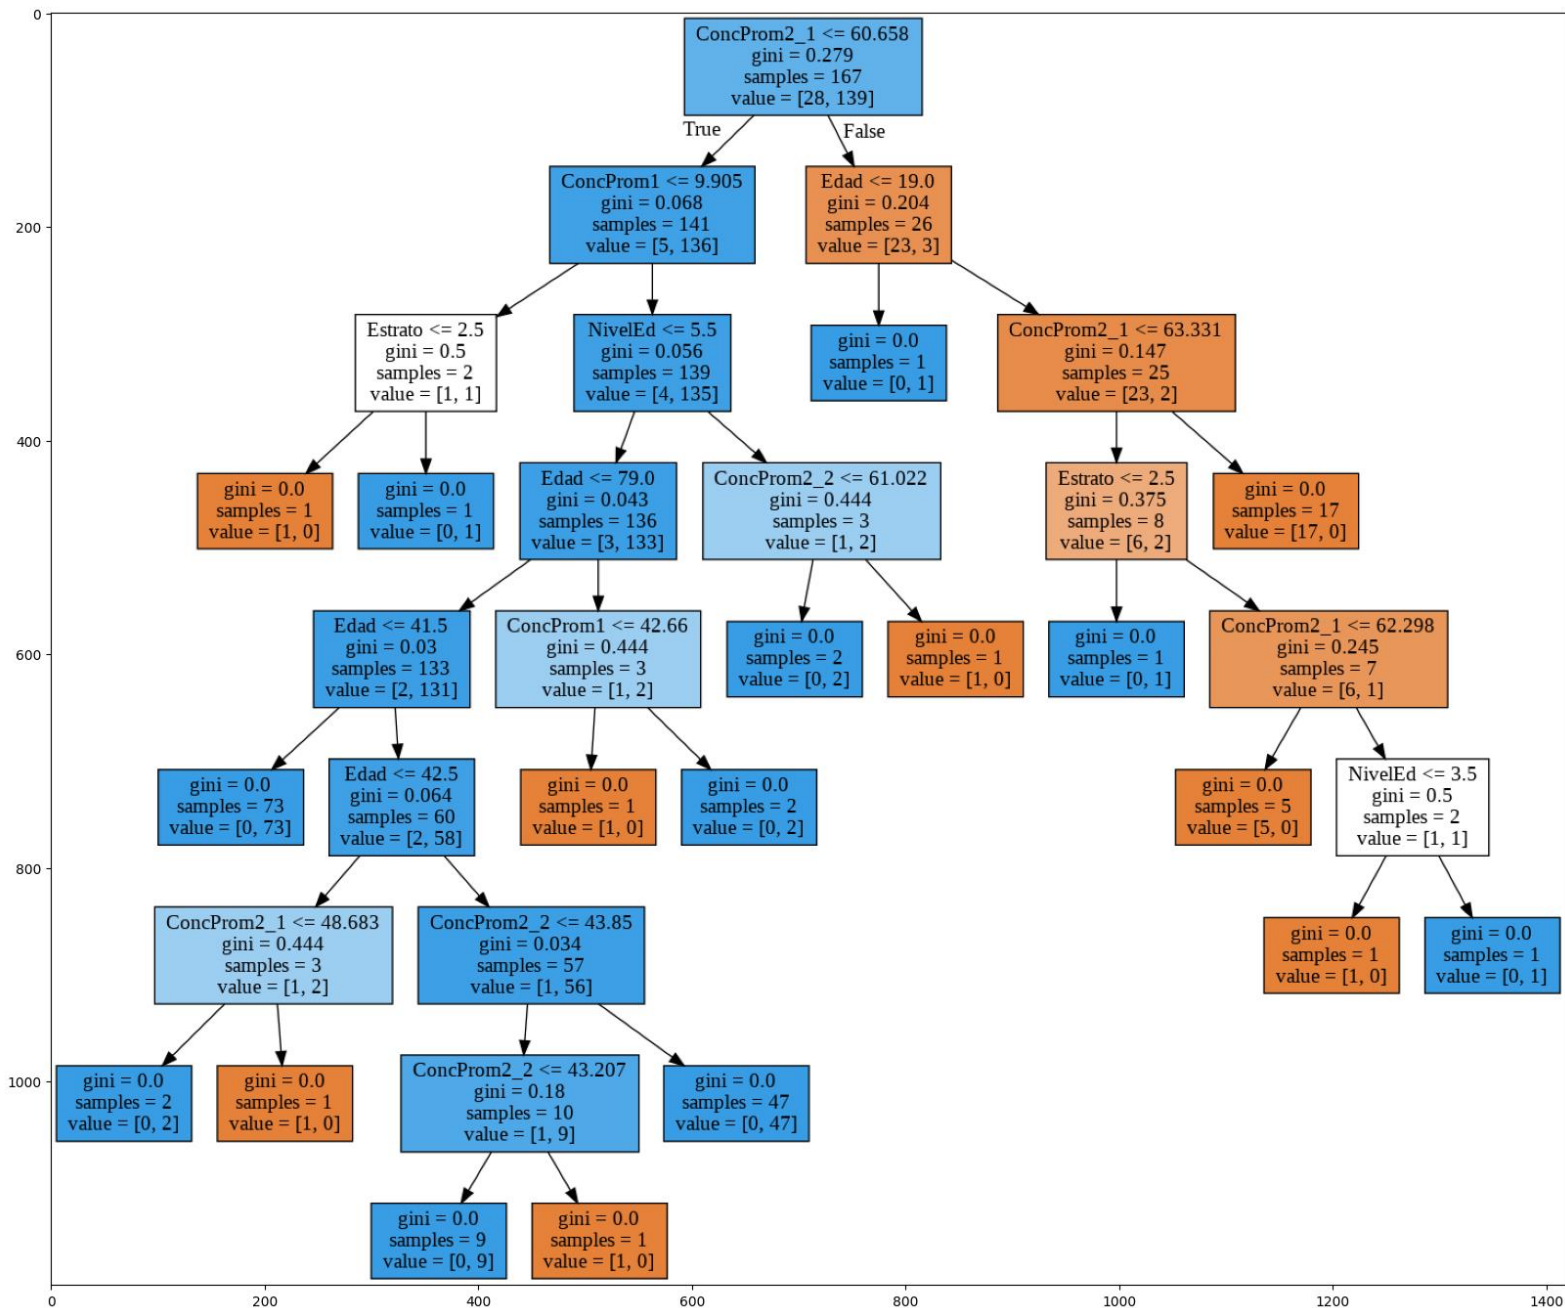 0
ConcProm2_1 <= 60.658
gini = 0.279
samples = 167
value = [28, 139]
True
False
ConcProm1 <= 9.905
gini = 0.068
samples = 141
value = [5, 136]
Edad <= 19.0
gini = 0.204
samples = 26
value = [23, 3]
200
Estrato <= 2.5
gini = 0.5
samples = 2
value = [1, 1]
NivelEd <= 5.5
gini = 0.056
samples = 139
value = [4, 135]
gini = 0.0
samples = 1
value = [0, 1]
ConcProm2_1 <= 63.331
gini = 0.147
samples = 25
value = [23, 2]
400
gini = 0.0
samples = 1
value = [1, 0]
gini = 0.0
samples = 1
value = [0, 1]
Edad <= 79.0
gini = 0.043
samples = 136
value = [3, 133]
ConcProm2_2 <= 61.022
gini = 0.444
samples = 3
value = [1, 2]
Estrato <= 2.5
gini = 0.375
samples = 8
value = [6, 2]
gini = 0.0
samples = 17
value = [17, 0]
Edad <= 41.5
gini = 0.03
samples = 133
value = [2, 131]
ConcProm1 <= 42.66
gini = 0.444
samples = 3
value = [1, 2]
gini = 0.0
samples = 2
value = [0, 2]
gini = 0.0
samples = 1
value = [1, 0]
gini = 0.0
samples = 1
value = [0, 1]
ConcProm2_1 <= 62.298
gini = 0.245
samples = 7
value = [6, 1]
600
gini = 0.0
samples = 73
value = [0, 73]
Edad <= 42.5
gini = 0.064
samples = 60
value = [2, 58]
gini = 0.0
samples = 1
value = [1, 0]
gini = 0.0
samples = 2
value = [0, 2]
gini = 0.0
samples = 5
value = [5, 0]
NivelEd <= 3.5
gini = 0.5
samples = 2
value = [1, 1]
800
ConcProm2_1 <= 48.683
gini = 0.444
samples = 3
value = [1, 2]
ConcProm2_2 <= 43.85
gini = 0.034
samples = 57
value = [1, 56]
gini = 0.0
samples = 1
value = [1, 0]
gini = 0.0
samples = 1
value = [0, 1]
1000
gini = 0.0
samples = 2
value = [0, 2]
gini = 0.0
samples = 1
value = [1, 0]
ConcProm2_2 <= 43.207
gini = 0.18
samples = 10
value = [1, 9]
gini = 0.0
samples = 47
value = [0, 47]
gini = 0.0
samples = 9
value = [0, 9]
gini = 0.0
samples = 1
value = [1, 0]
0 200 400 600 800 1000 1200 1400